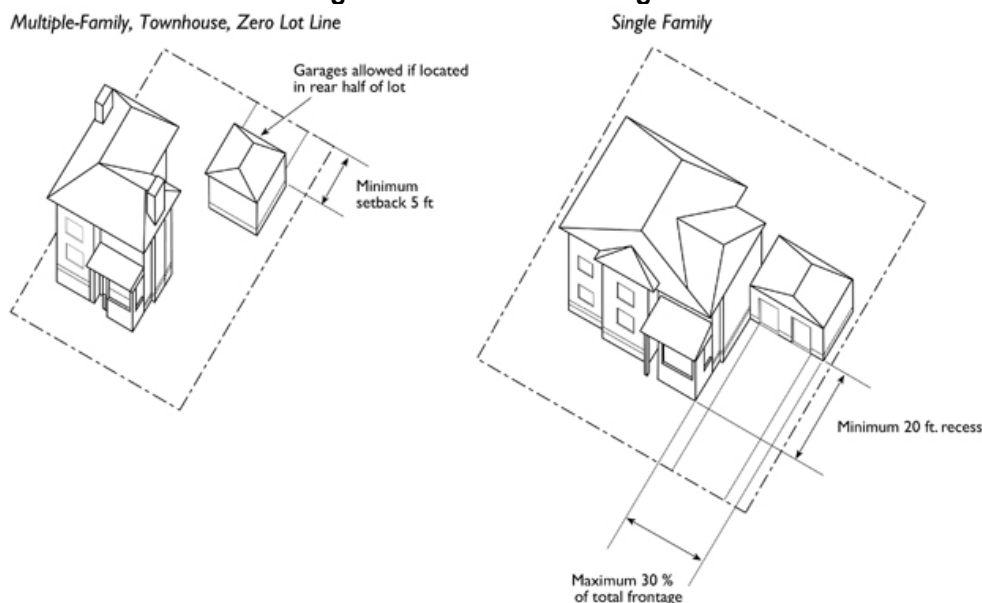 Multiple-Family, Townhouse, Zero Lot Line
Garages allowed if located
in rear half of lot
Minimum
setback 5 ft
Single Family
Minimum 20 ft. recess
Maximum 30 %
of total frontage